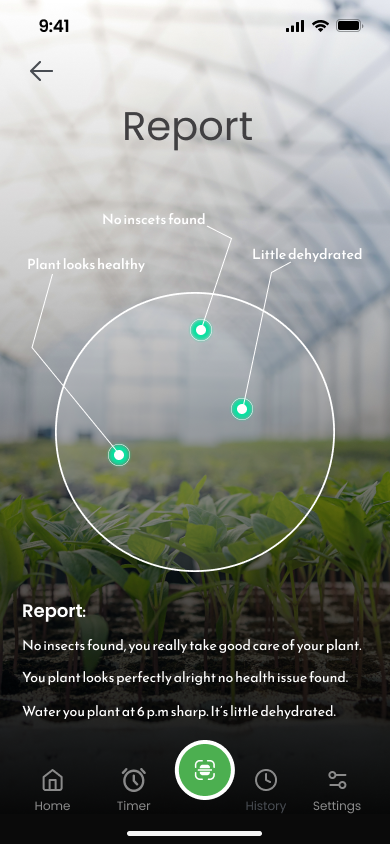 9:41
Report
No inscets found
Little dehydrated
Plant looks healthy
Report:
No insects found, you really take good care of your plant.
You plant looks perfectly alright no health issue found.
Water you plant at 6 p.m sharp. It's little dehydrated.
Home
Timer
History
Settings